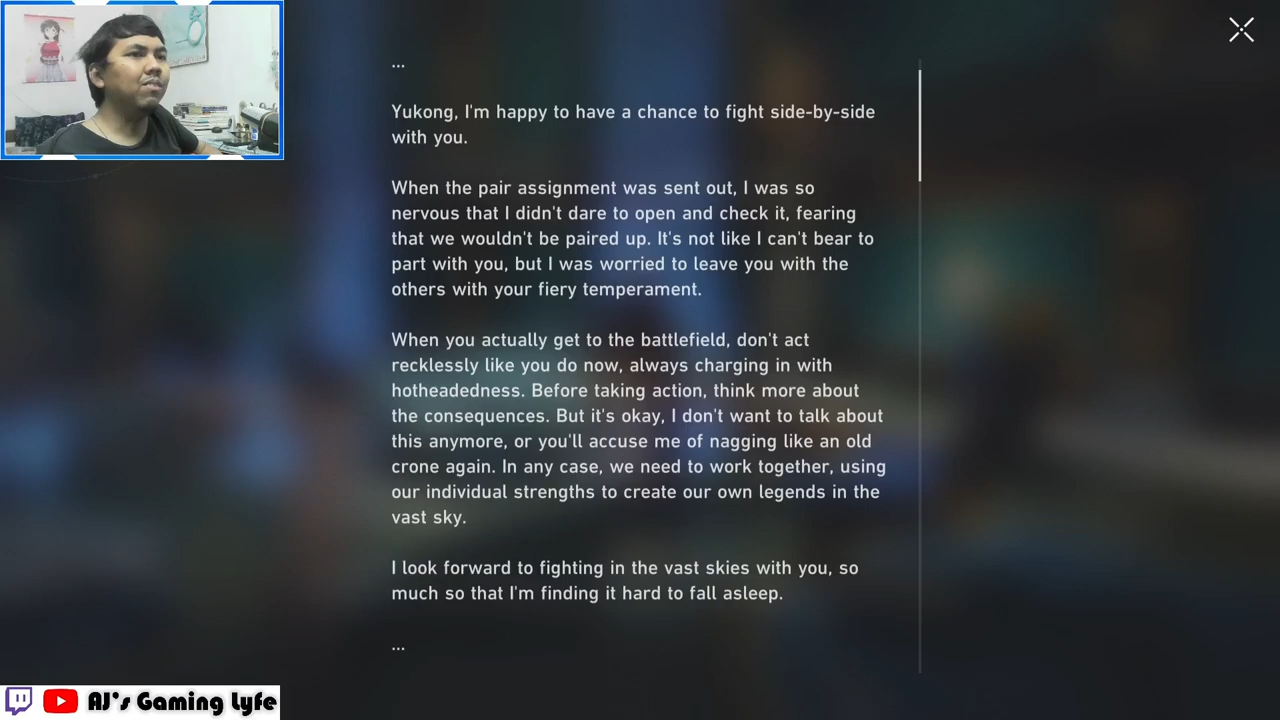 ...
Yukong, I'm happy to have a chance to fight side-by-side
with you.
When the pair assignment was sent out, I was so
nervous that I didn't dare to open and check it, fearing
that we wouldn't be paired up. It's not like I can't bear to
part with you, but I was worried to leave you with the
others with your fiery temperament.
When you actually get to the battlefield, don't act
recklessly like you do now, always charging in with
hotheadedness. Before taking action, think more about
the consequences. But it's okay, I don't want to talk about
this anymore, or you'll accuse me of nagging like an old
crone again. In any case, we need to work together, using
our individual strengths to create our own legends in the
vast sky.
I look forward to fighting in the vast skies with you, so
much so that I'm finding it hard to fall asleep.
...
AJ's Gaming Lyfe